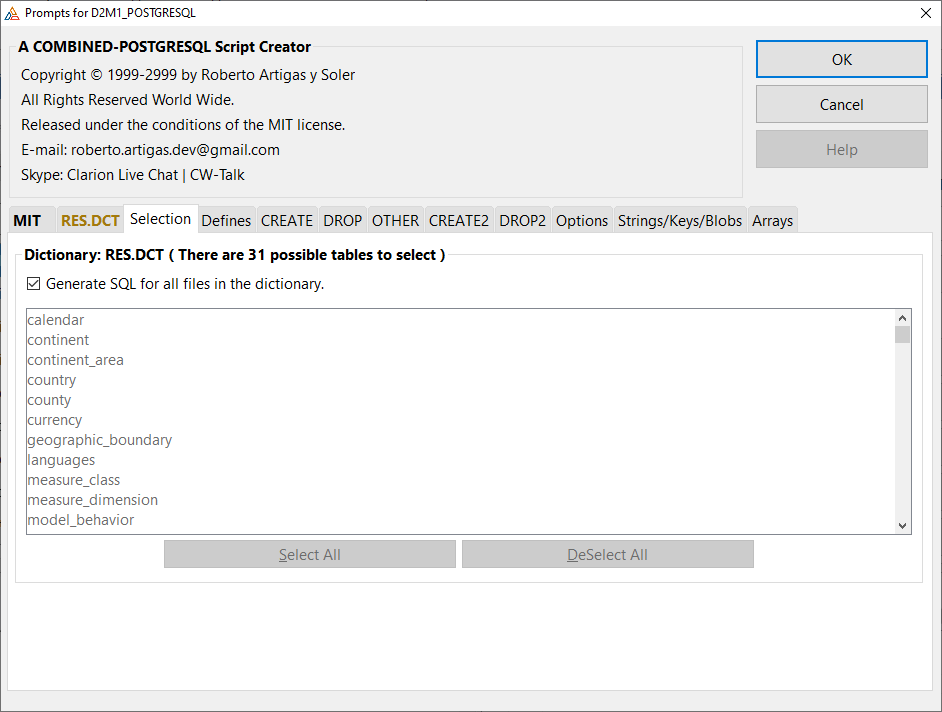 Prompts for D2M1_POSTGRESQL
A COMBINED-POSTGRESQL Script Creator
Copyright © 1999-2999 by Roberto Artigas y Soler
All Rights Reserved World Wide.
Released under the conditions of the MIT license.
E-mail: roberto.artigas.dev@gmail.com
Skype: Clarion Live Chat | CW-Talk
OK
Cancel
Help
MIT RES.DCT Selection Defines CREATE DROP OTHER CREATE2 DROP2 Options Strings/Keys/Blobs Arrays
Dictionary: RES.DCT ( There are 31 possible tables to select )
Generate SQL for all files in the dictionary.
calendar
continent
continent_area
country
county
currency
geographic_boundary
languages
measure_class
measure_dimension
model_behavior
Select All DeSelect All